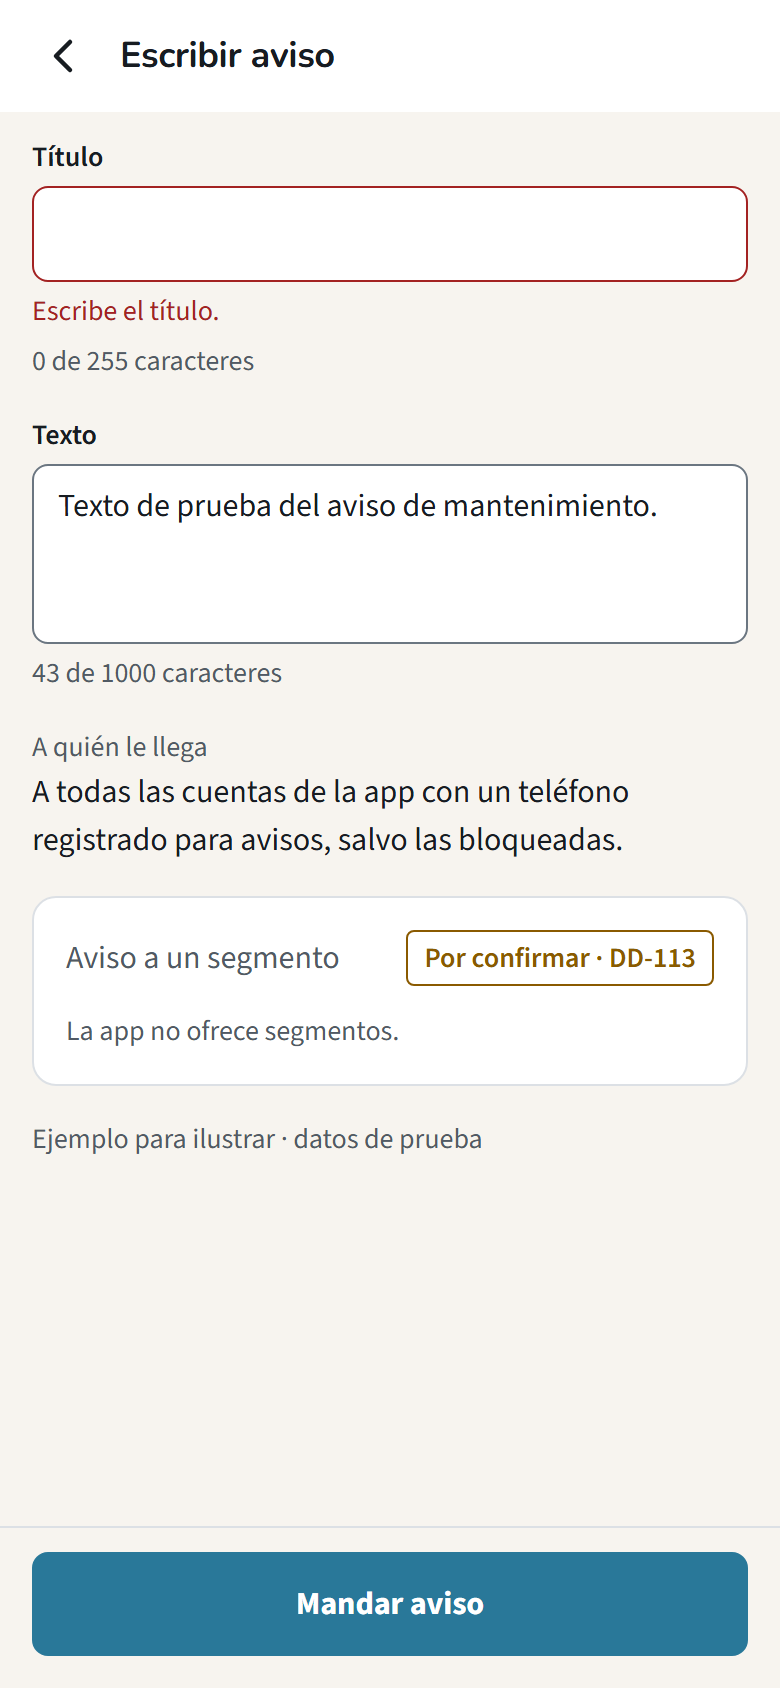 Escribir aviso
Título
Escribe el título.
0 de 255 caracteres
Texto
Texto de prueba del aviso de mantenimiento.
43 de 1000 caracteres
A quién le llega
A todas las cuentas de la app con un teléfono
registrado para avisos, salvo las bloqueadas.
Aviso a un segmento
Por confirmar · DD-113
La app no ofrece segmentos.
Ejemplo para ilustrar · datos de prueba
Mandar aviso